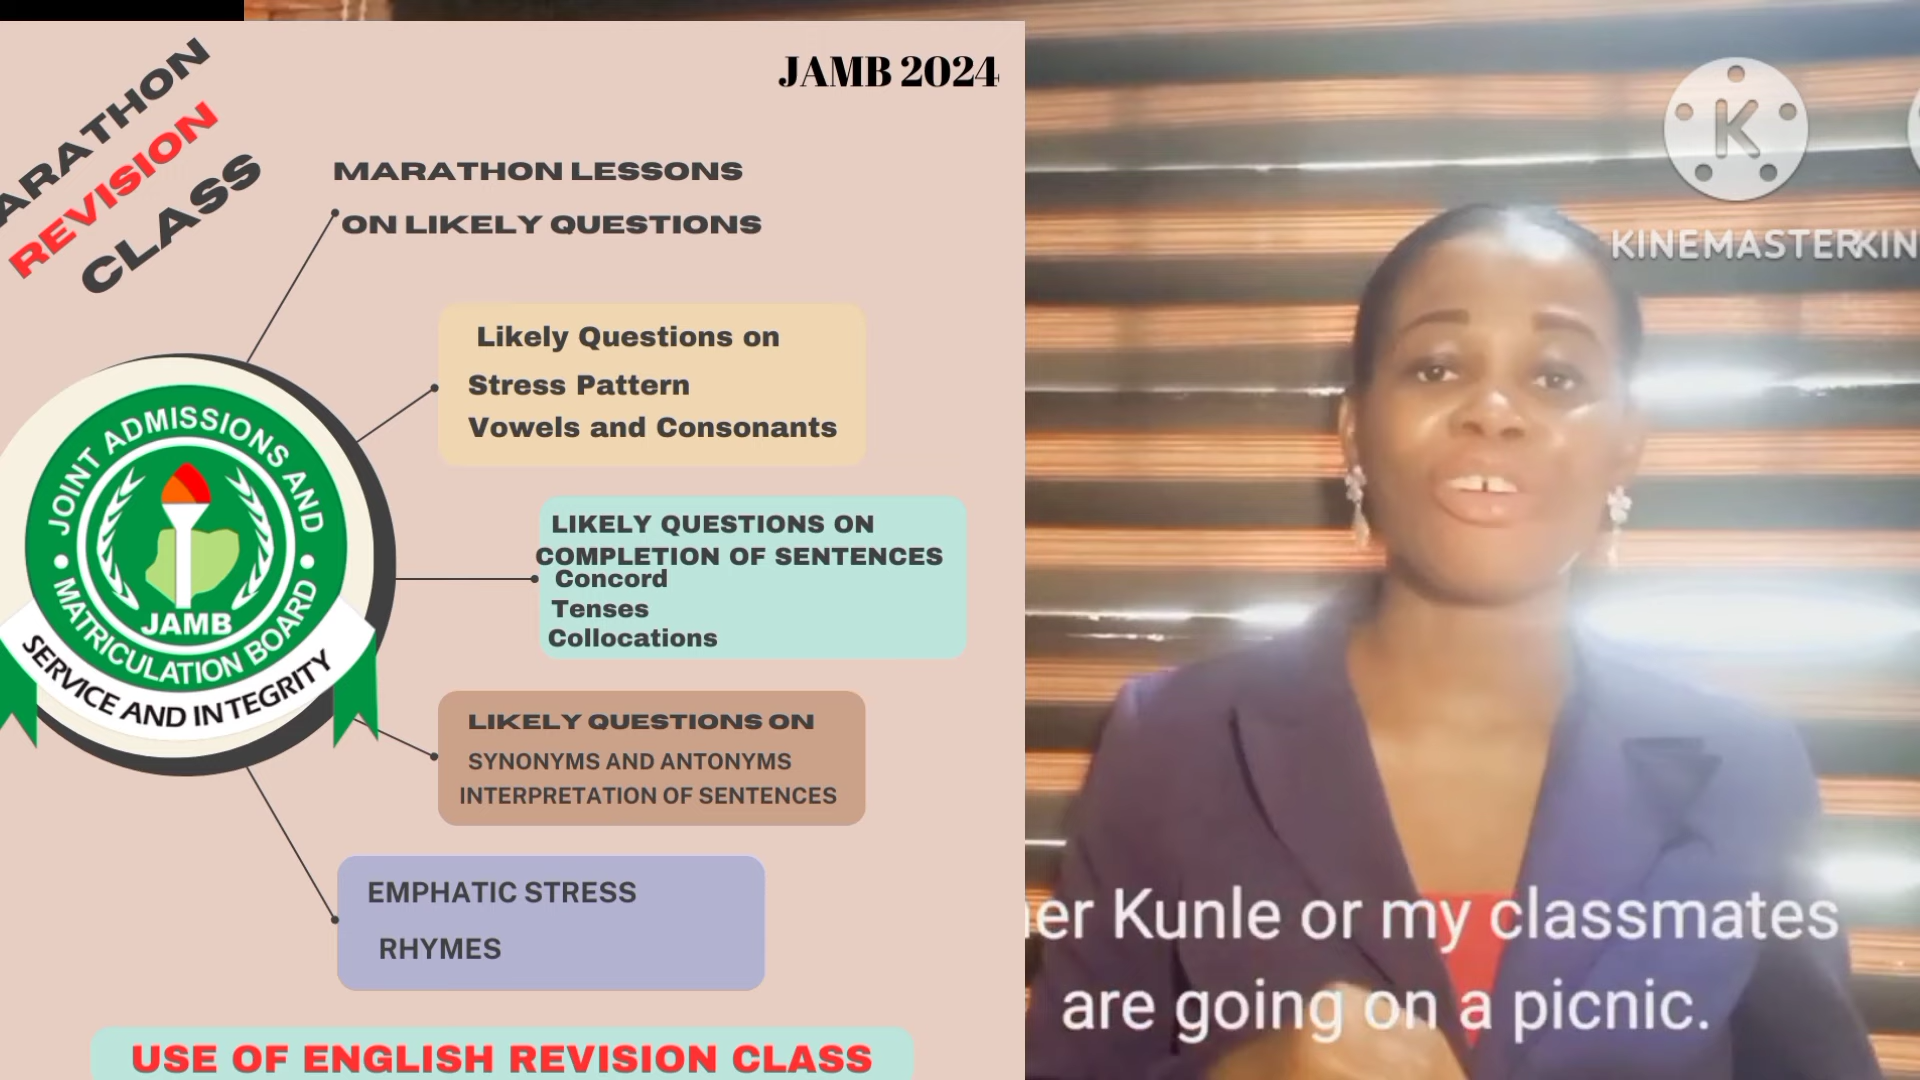 JAMB 2024
REVISION
CLASS
MARATHON LESSONS
ON LIKELY QUESTIONS
Likely Questions on
Stress Pattern
Vowels and Consonants
LIKELY QUESTIONS ON
COMPLETION OF SENTENCES
Concord
Tenses
Collocations
LIKELY QUESTIONS ON
SYNONYMS AND ANTONYMS
INTERPRETATION OF SENTENCES
EMPHATIC STRESS
RHYMES
USE OF ENGLISH REVISION CLASS
JOINT ADMISSIONS AND
MATRICULATION BOARD
JAMB
SERVICE AND INTEGRITY
K
KINEMASTER
Kunle or my classmates
are going on a picnic.